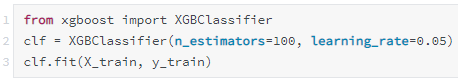 1 from xgboost import XGBClassifier
2 clf = XGBClassifier(n_estimators=100, learning_rate=0.05)
3 clf.fit(X_train, y_train)